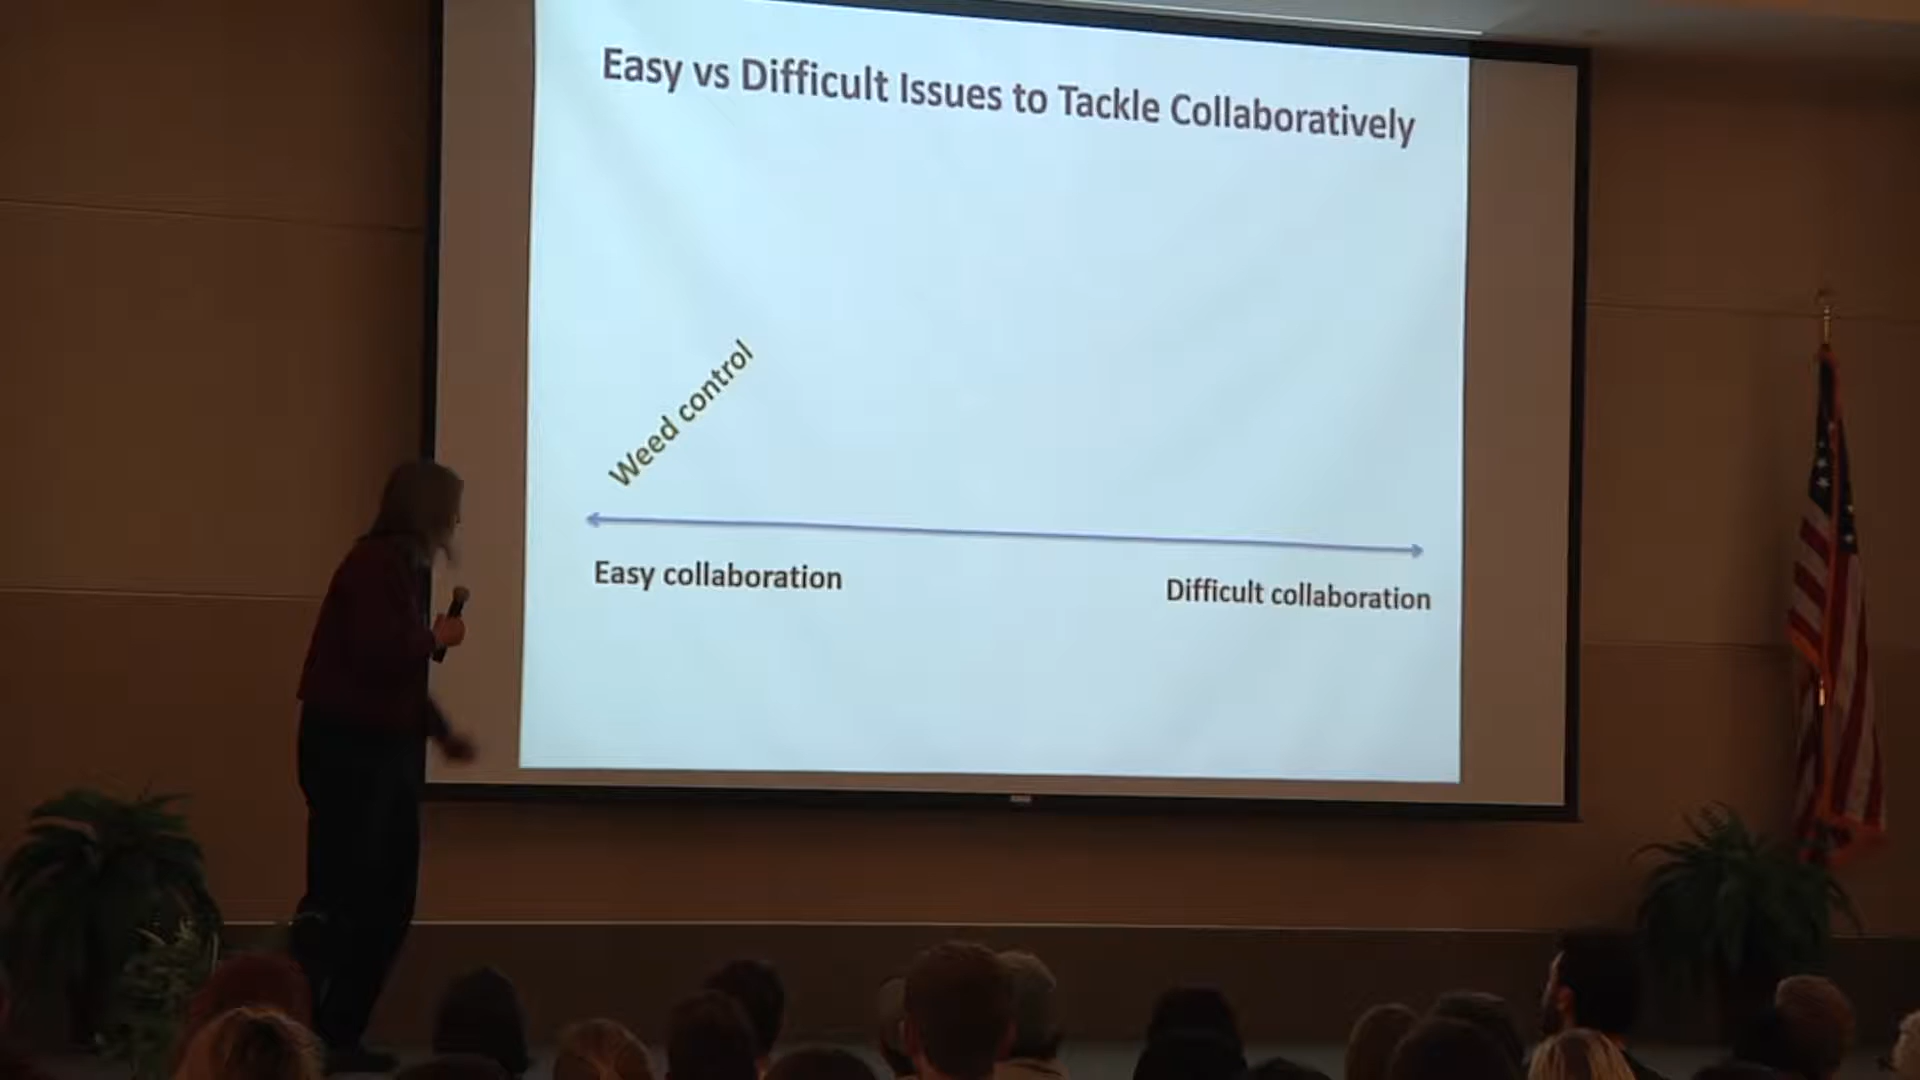 Easy vs Difficult Issues to Tackle Collaboratively
Weed control
Easy collaboration
Difficult collaboration